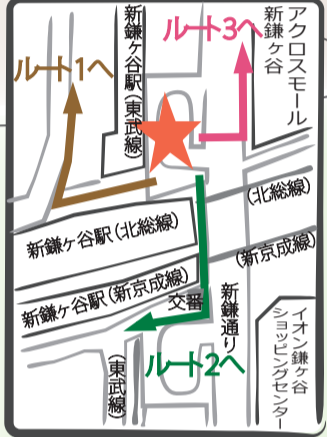 ルート1へ
新鎌ヶ谷駅(東武線)
ルート3へ
アクロスモール
新鎌ヶ谷
(北総線)
新鎌ヶ谷駅(北総線)
(新京成線)
新鎌ヶ谷駅(新京成線)
交番
新鎌通り
ルート2へ
(東武線)
イオン鎌ヶ谷
ショッピングセンター